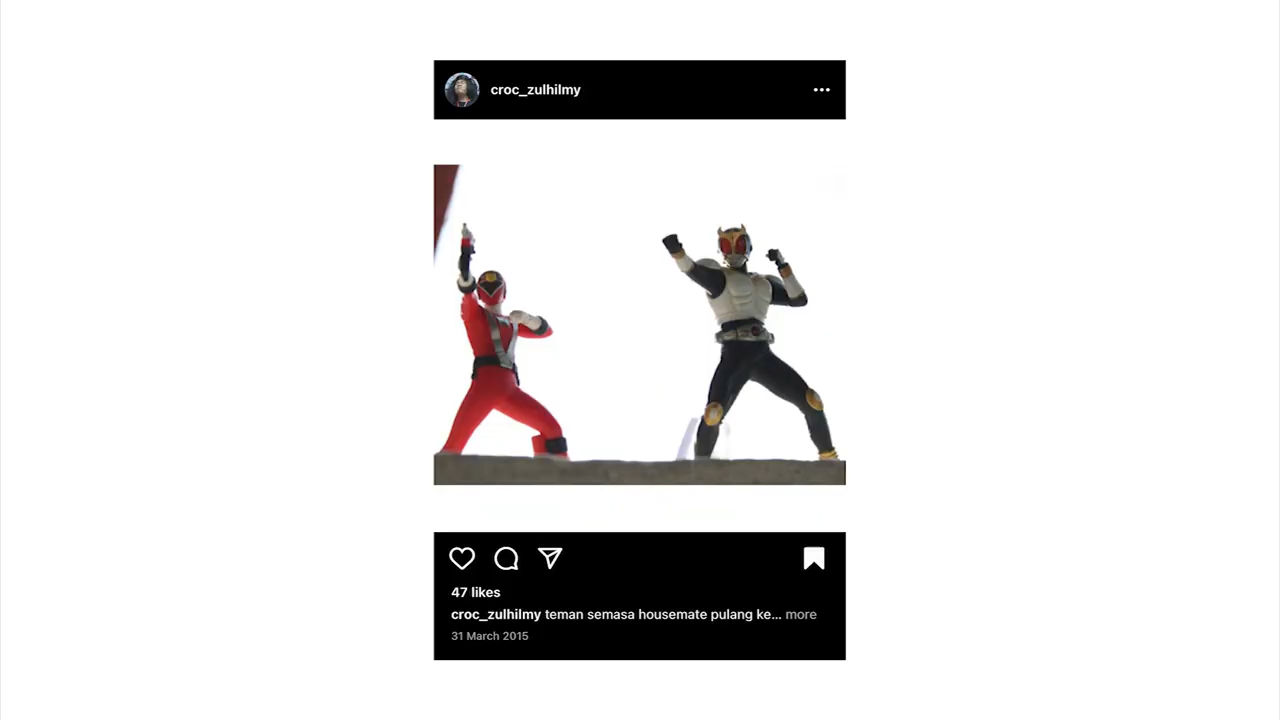 croc_zulhilmy
47 likes
croc_zulhilmy teman semasa housemate pulang ke... more
31 March 2015